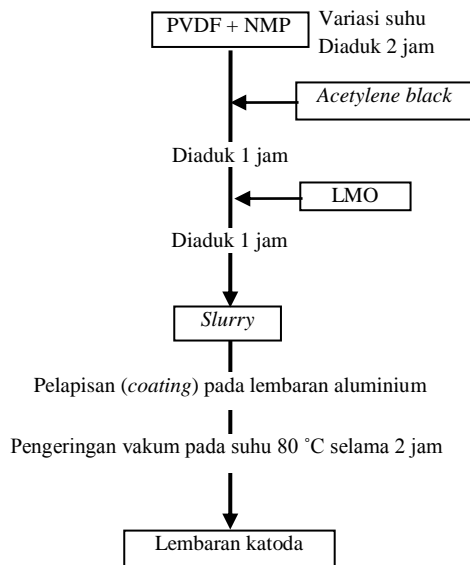 PVDF + NMP
Variasi suhu
Diaduk 2 jam
Acetylene black
Diaduk 1 jam
LMO
Diaduk 1 jam
Slurry
Pelapisan (coating) pada lembaran aluminium
Pengeringan vakum pada suhu 80 ˚C selama 2 jam
Lembaran katoda